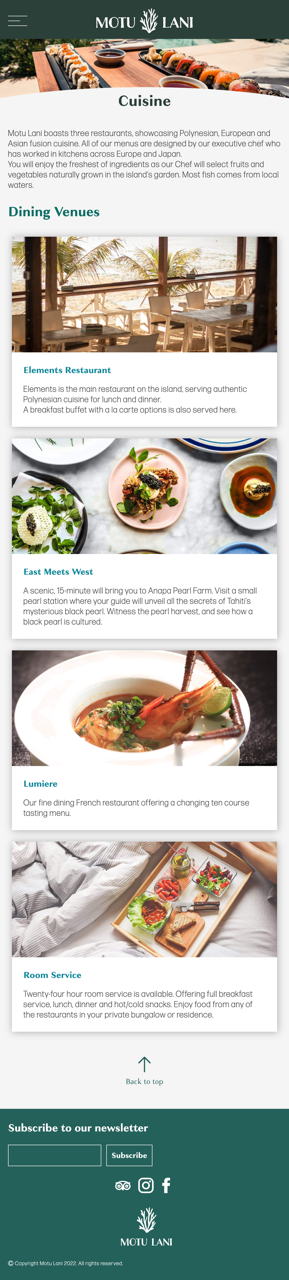 MOTU LANI
Cuisine
Motu Lani boasts three restaurants, showcasing Polynesian, European and
Asian fusion cuisine. All of our menus are designed by our executive chef who
has worked in kitchens across Europe and Japan.
You will enjoy the freshest of ingredients as our Chef will select fruits and
vegetables naturally grown in the island's garden. Most fish comes from local
waters.
Dining Venues
Elements Restaurant
Elements is the main restaurant on the island, serving authentic
Polynesian cuisine for lunch and dinner.
A breakfast buffet with a la carte options is also served here.
East Meets West
A scenic, 15-minute will bring you to Anapa Pearl Farm. Visit a small
pearl station where your guide will unveil all the secrets of Tahiti's
mysterious black pearl. Witness the pearl harvest, and see how a
black pearl is cultured.
Lumiere
Our fine dining French restaurant offering a changing ten course
tasting menu.
Room Service
Twenty-four hour room service is available. Offering full breakfast
service, lunch, dinner and hot/cold snacks. Enjoy food from any of
the restaurants in your private bungalow or residence.
Back to top
Subscribe to our newsletter
Subscribe
MOTU LANI
© Copyright Motu Lani 2022. All rights reserved.